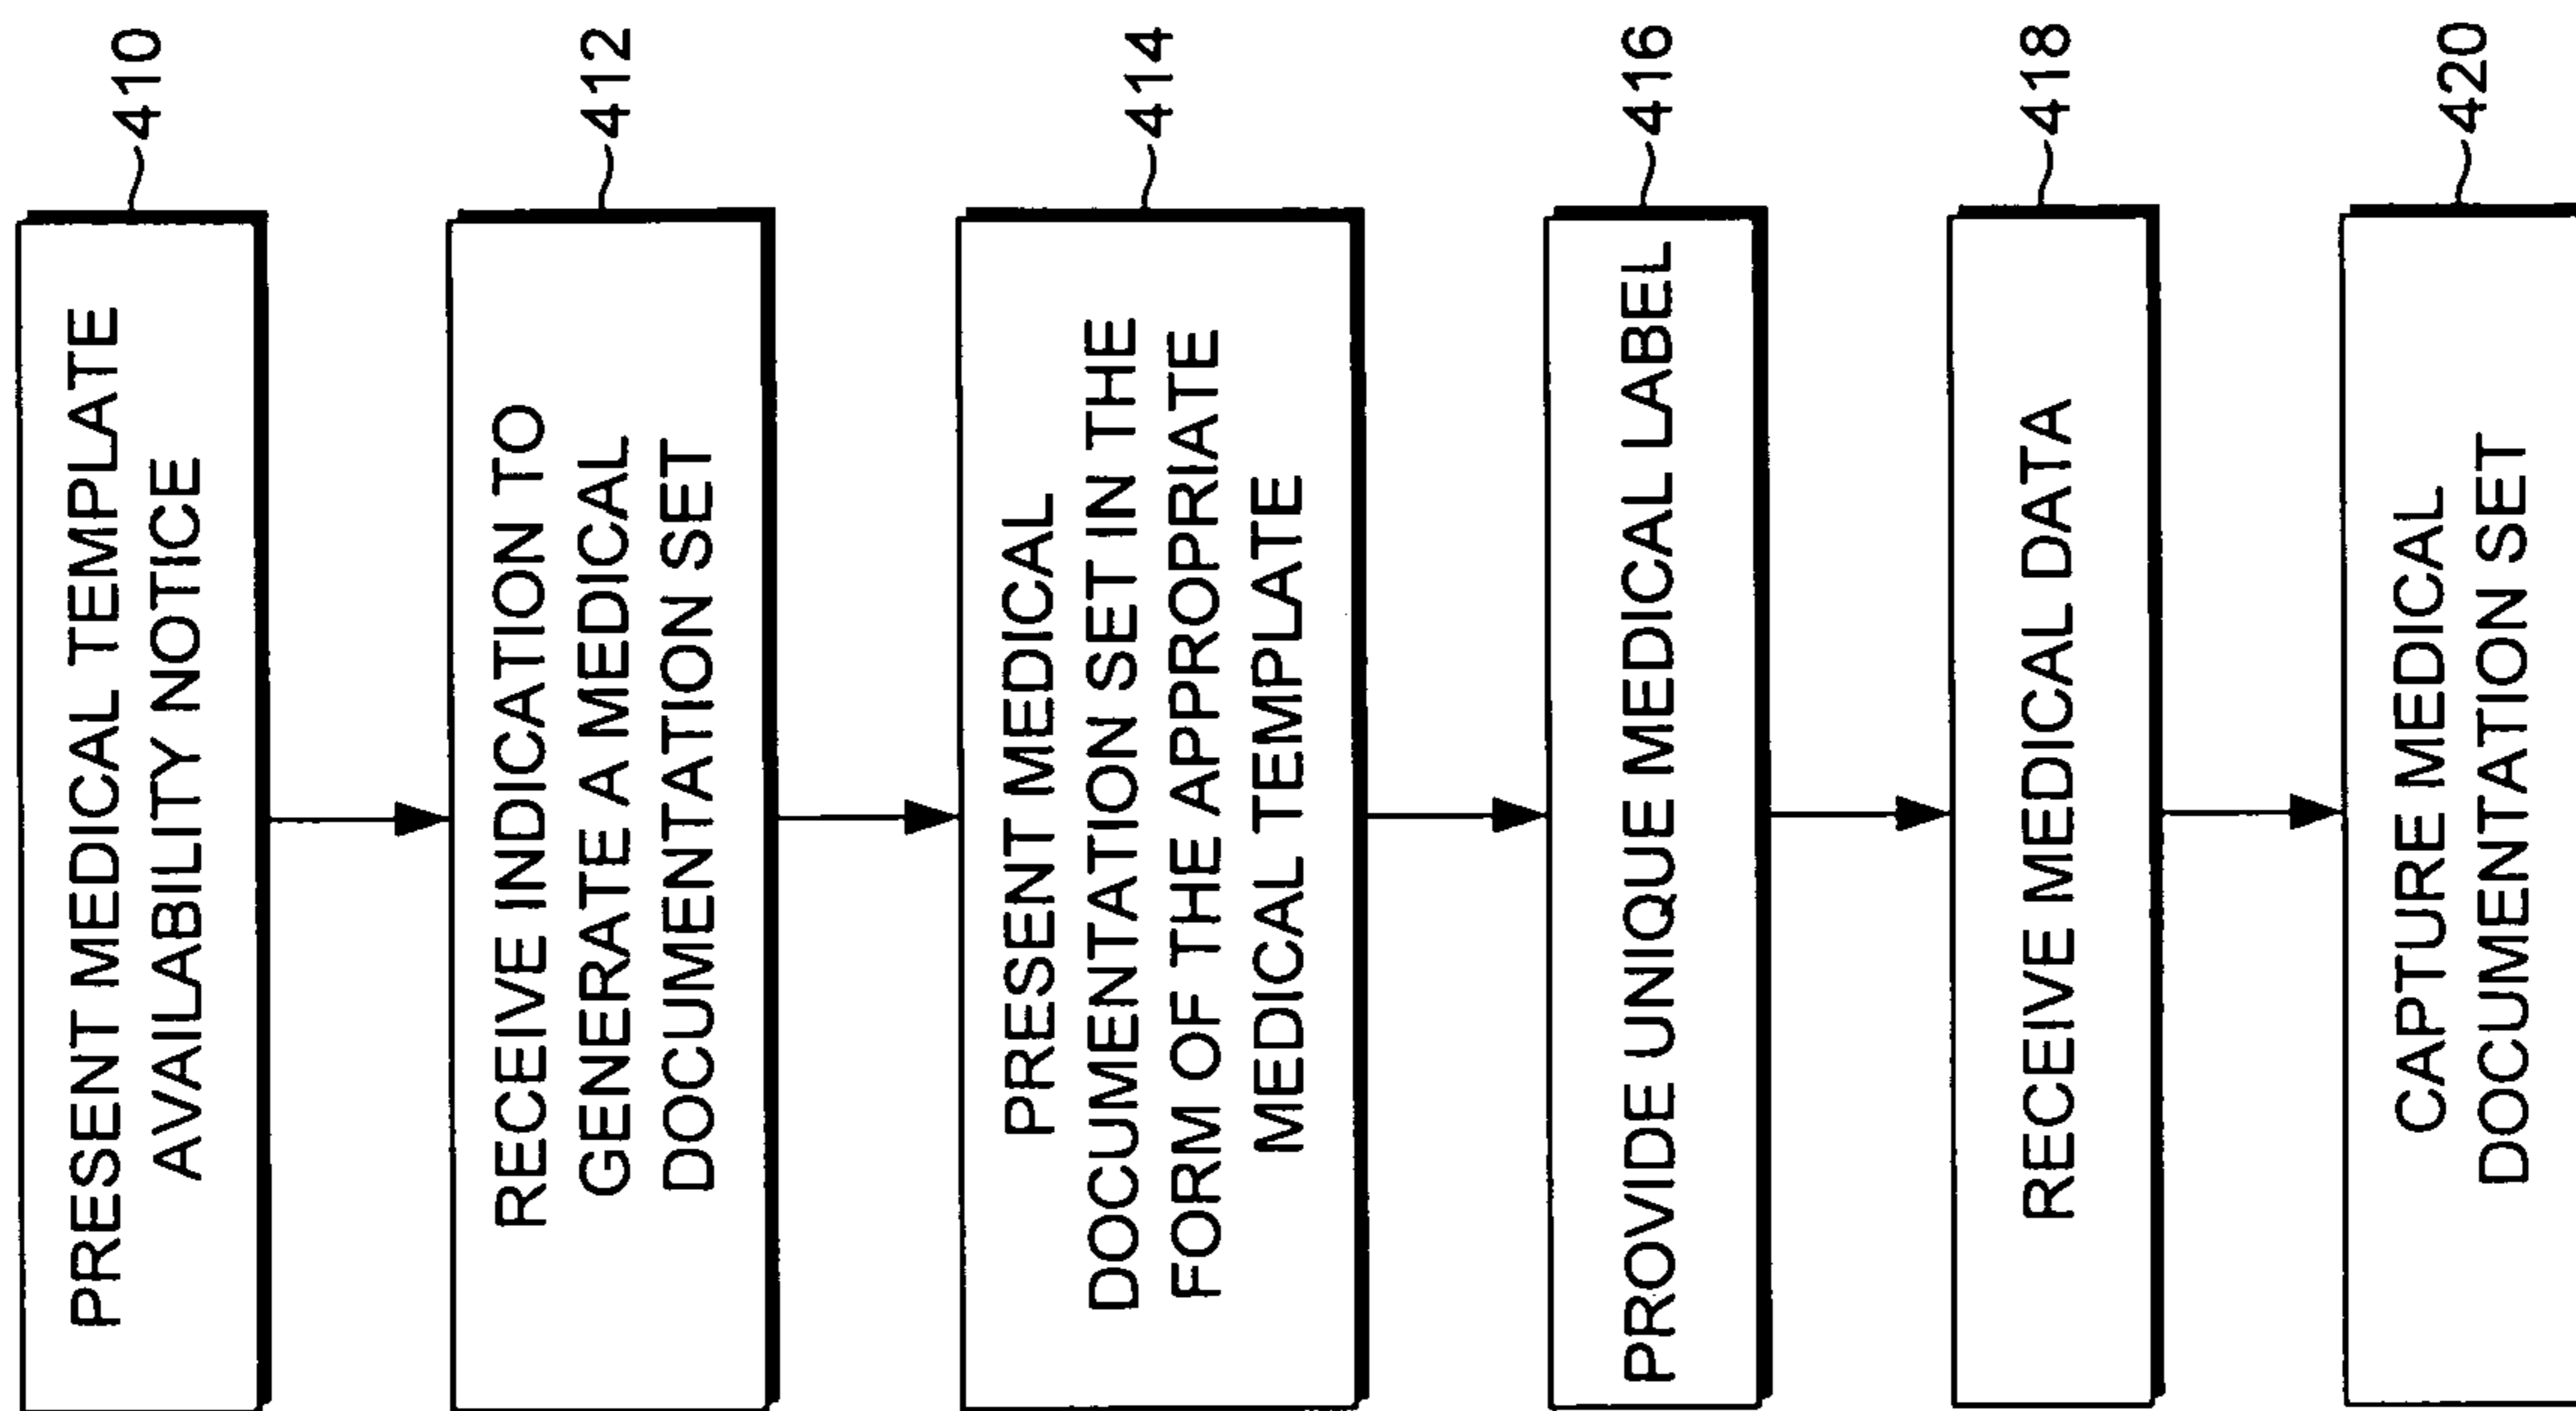 PRESENT MEDICAL TEMPLATE
AVAILABILITY NOTICE
410
RECEIVE INDICATION TO
GENERATE A MEDICAL
DOCUMENTATION SET
412
PRESENT MEDICAL
DOCUMENTATION SET IN THE
FORM OF THE APPROPRIATE
MEDICAL TEMPLATE
414
PROVIDE UNIQUE MEDICAL LABEL
416
RECEIVE MEDICAL DATA
418
CAPTURE MEDICAL
DOCUMENTATION SET
420